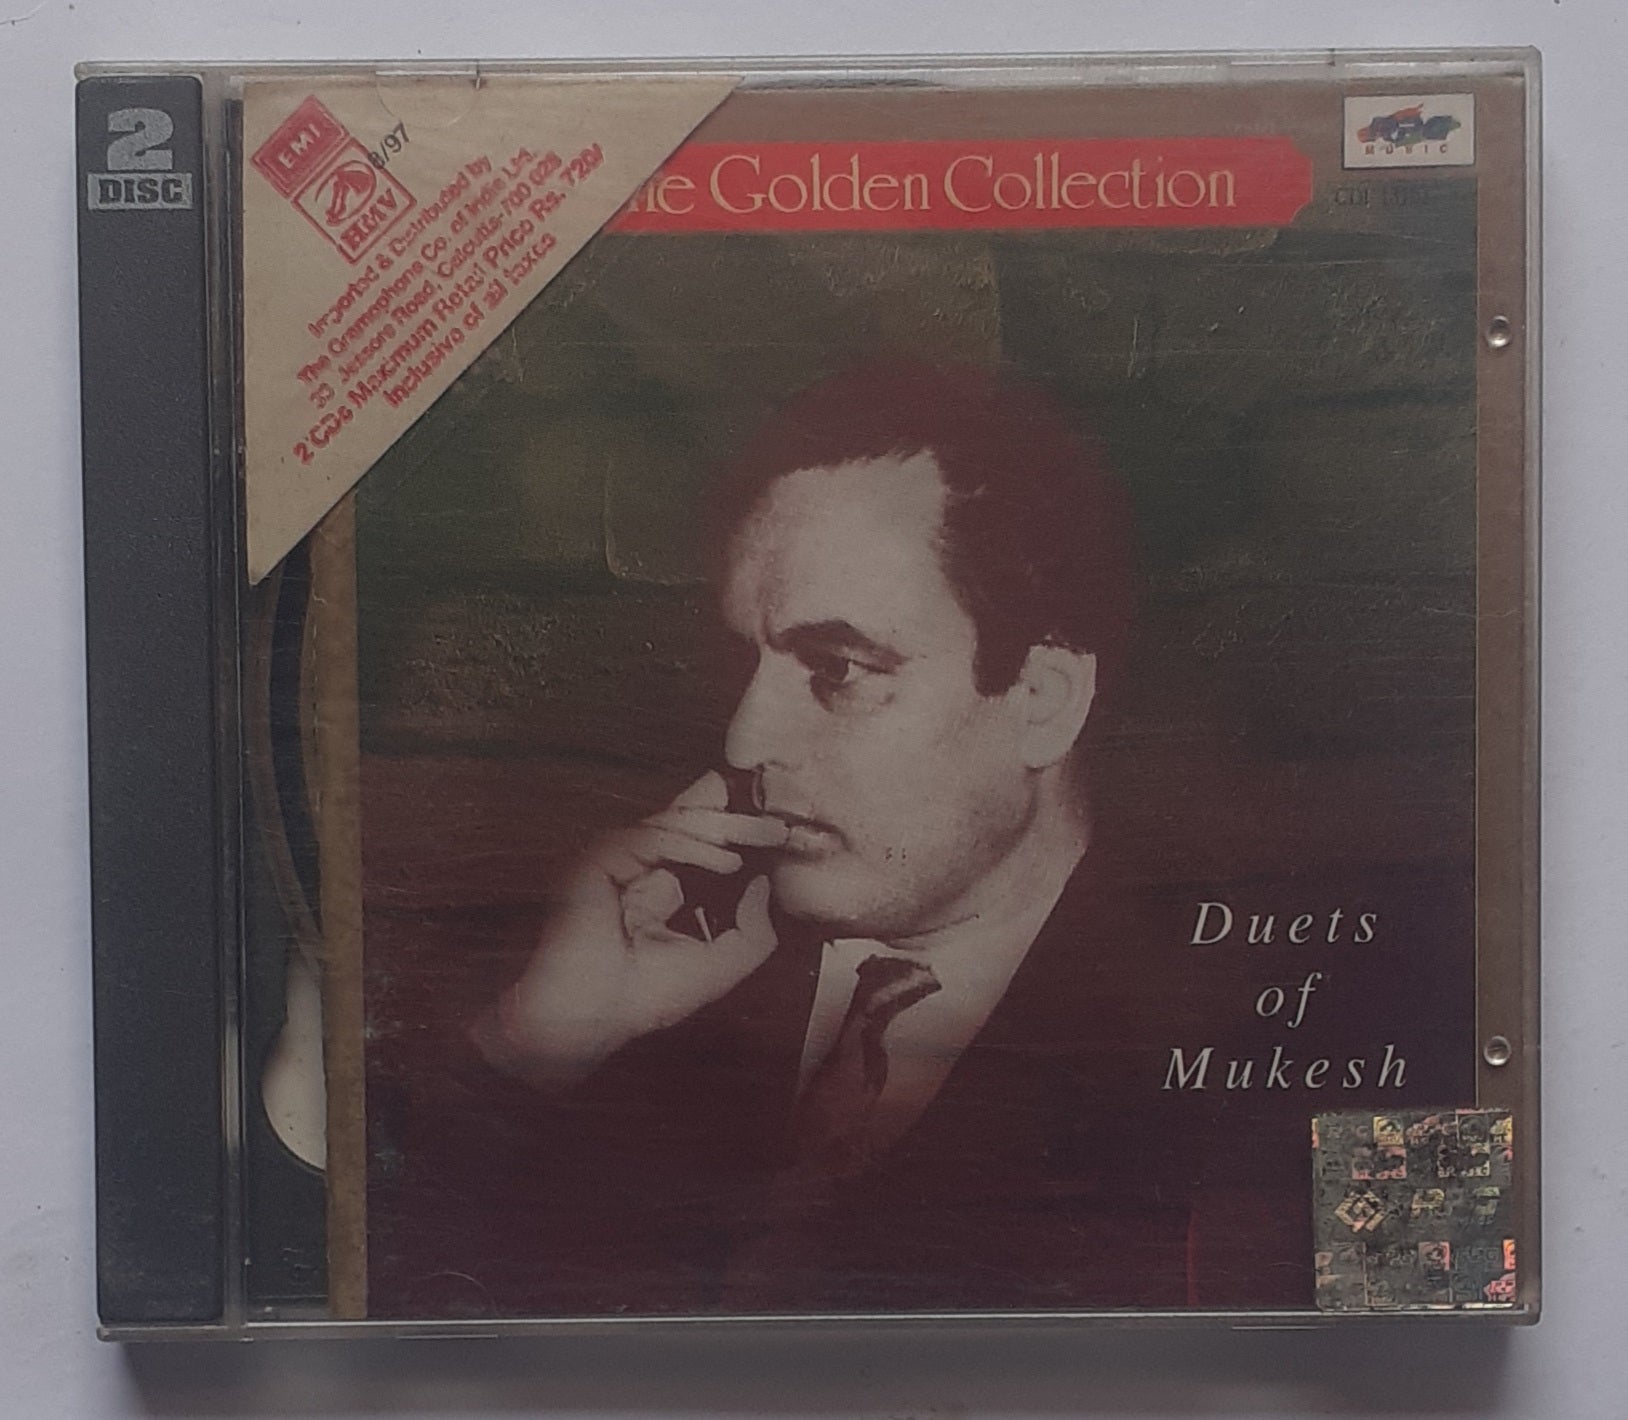 2
DISC
EMI
HMV
8/97
Imported & Distributed by
The Gramophone Co. of India Ltd.
33 Jessore Road, Calcutta-700 028
2 CDs Maximum Retail Price Rs. 720/
Inclusive of all taxes
The Golden Collection
RPG
MUSIC
Duets
of
Mukesh